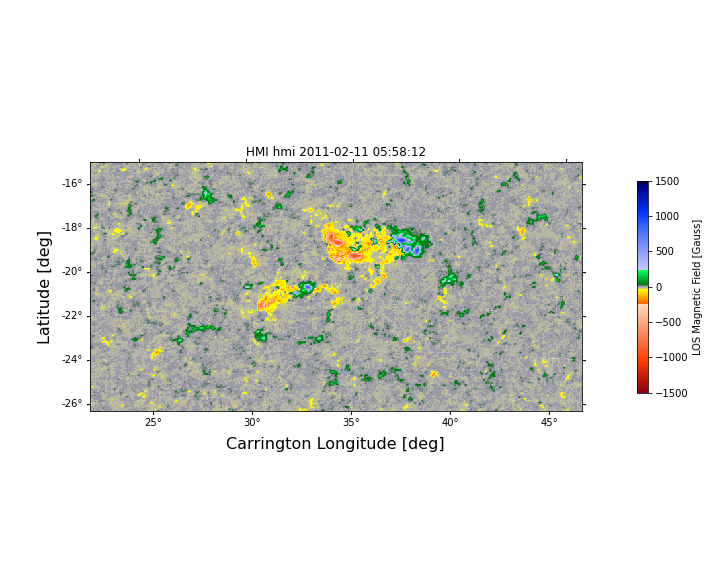 HMI hmi 2011-02-11 05:58:12
-16°
-18°
-20°
-22°
-24°
-26°
Latitude [deg]
25° 30° 35° 40° 45°
Carrington Longitude [deg]
1500
1000
500
0
−500
−1000
−1500
LOS Magnetic Field [Gauss]